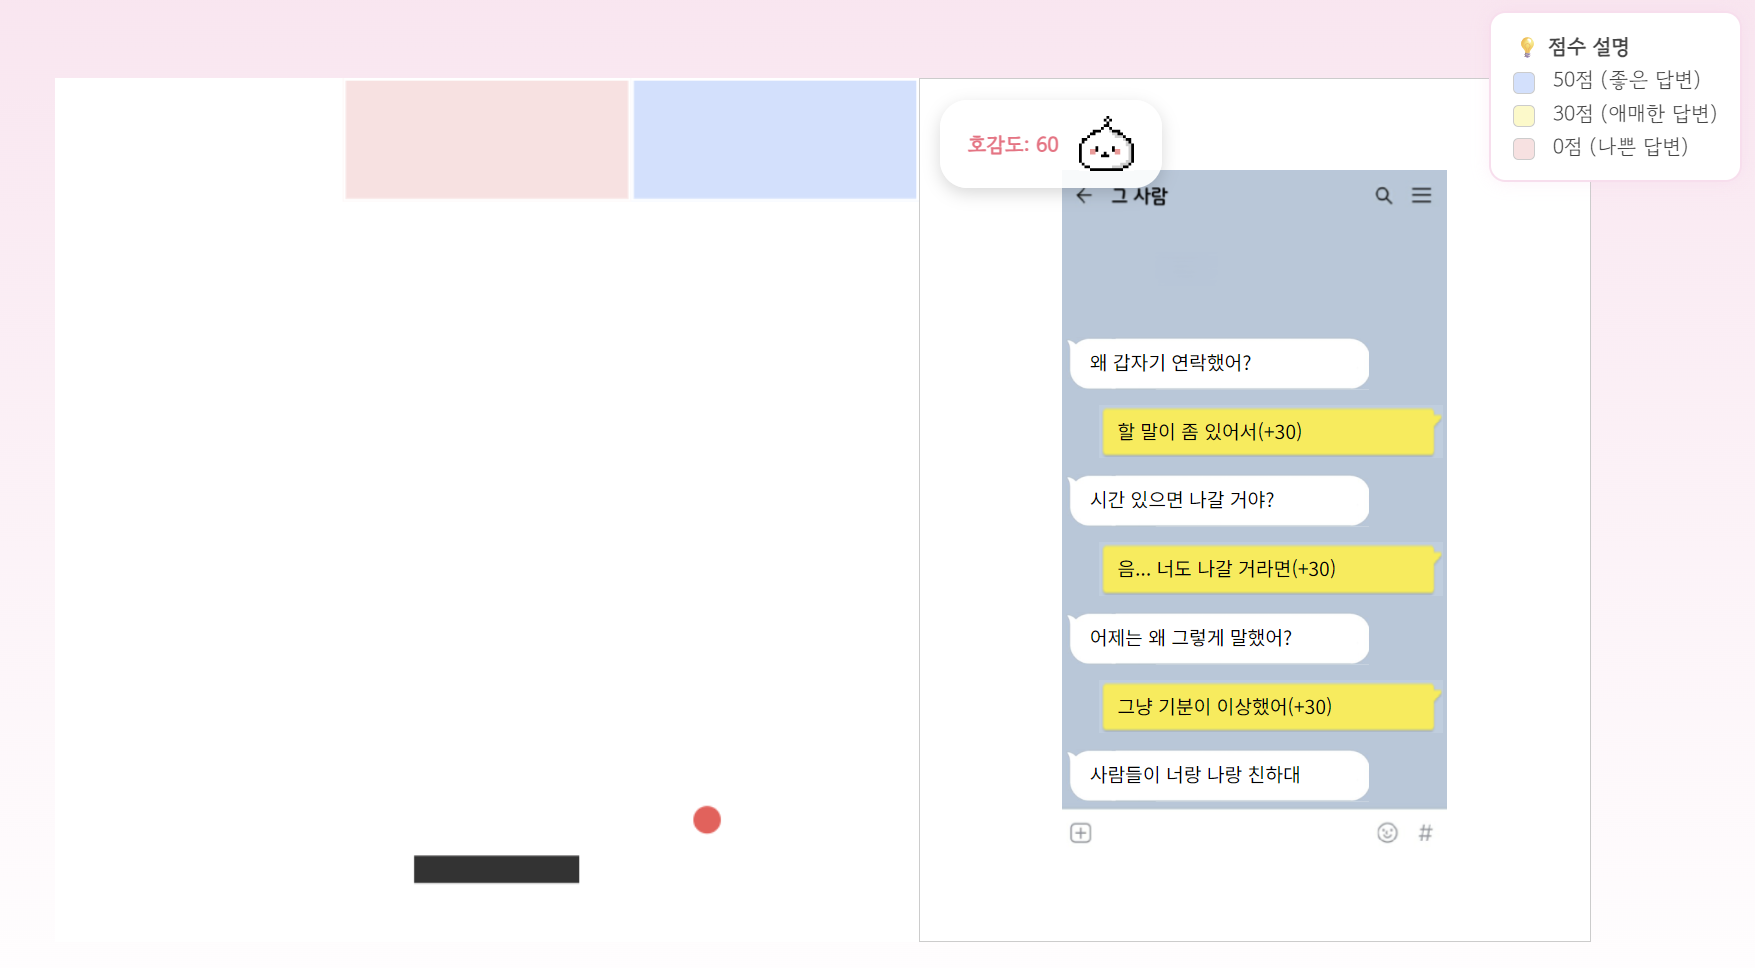 점수 설명
50점 (좋은 답변)
30점 (애매한 답변)
0점 (나쁜 답변)
호감도: 60
그 사람
왜 갑자기 연락했어?
할 말이 좀 있어서(+30)
시간 있으면 나갈 거야?
음... 너도 나갈 거라면(+30)
어제는 왜 그렇게 말했어?
그냥 기분이 이상했어(+30)
사람들이 너랑 나랑 친하대
#